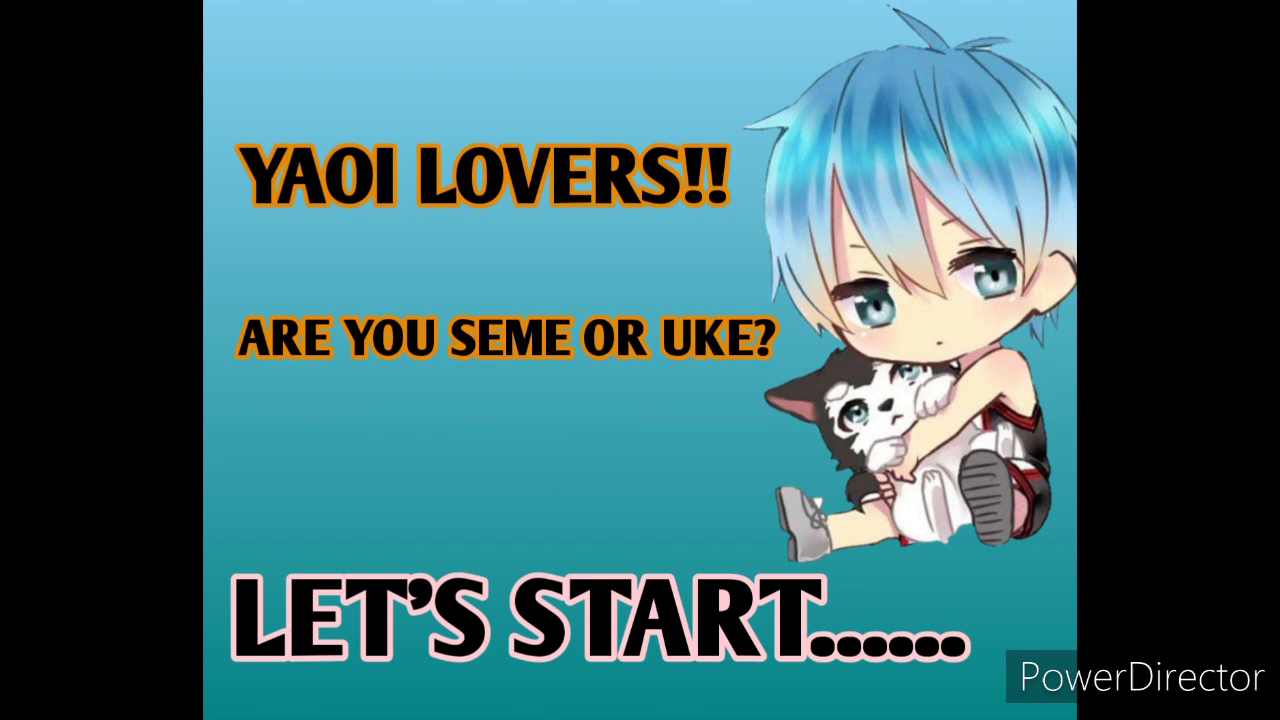 YAOI LOVERS!!
ARE YOU SEME OR UKE?
LET'S START......
PowerDirector